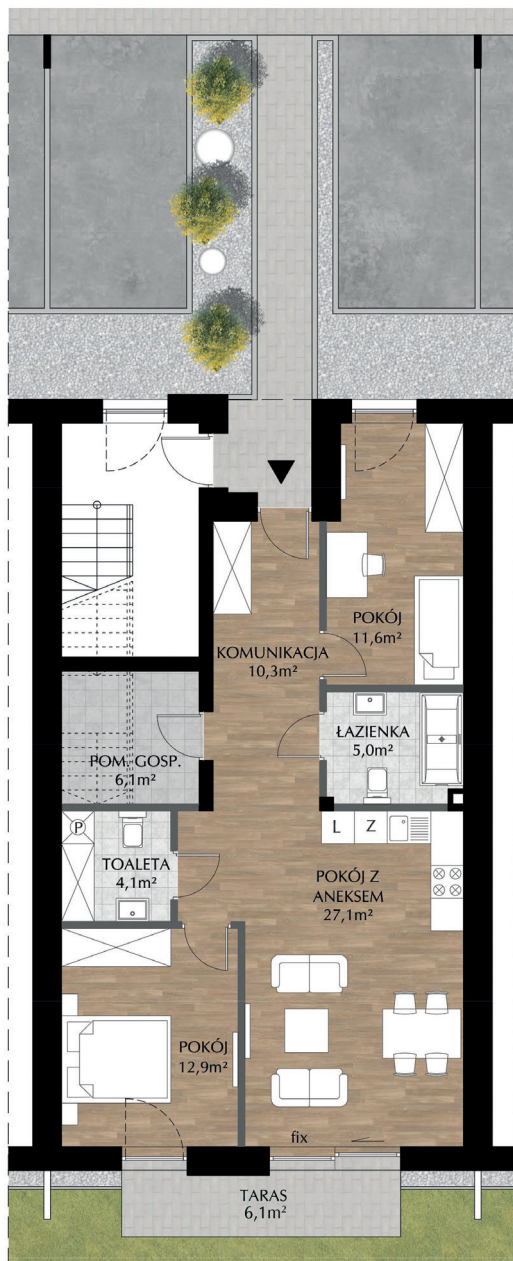 POKÓJ
11,6m²
KOMUNIKACJA
10,3m²
ŁAZIENKA
5,0m²
POM. GOSP.
6,1m²
L
Z
P
TOALETA
4,1m²
POKÓJ Z
ANEKSEM
27,1m²
POKÓJ
12,9m²
fix
TARAS
6,1m²